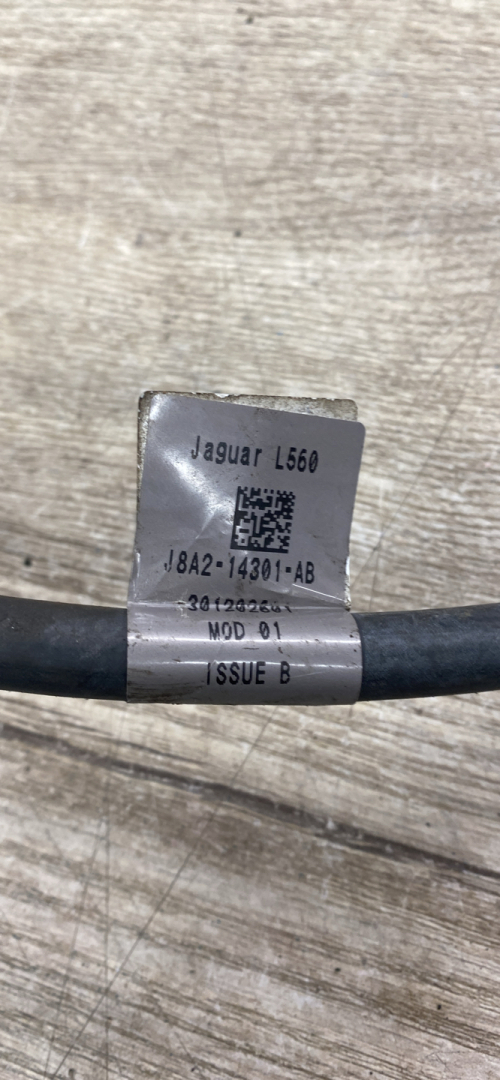 Jaguar L560
J8A2-14301-AB
MOD 01
ISSUE B